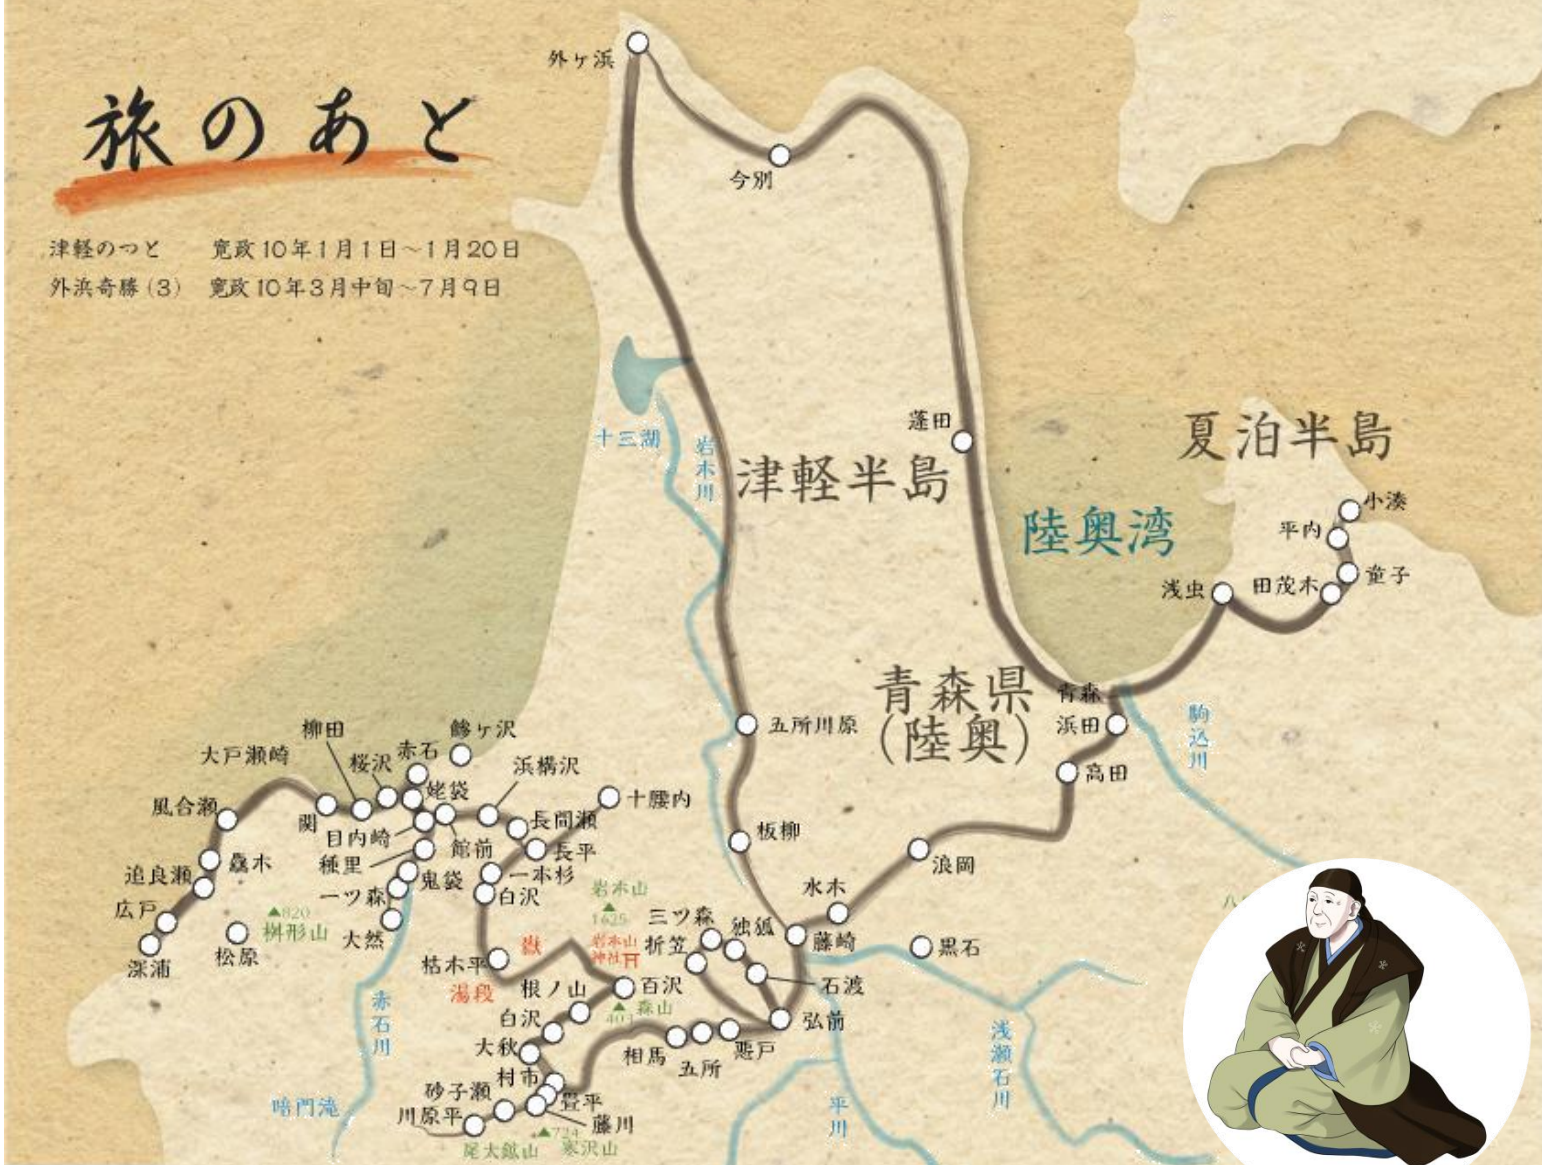 旅のあと
津軽のつと　寛政10年1月1日～1月20日
外浜奇勝(3)　寛政10年3月中旬～7月9日
外ヶ浜
今別
十三湖
岩木川
津軽半島
蓬田
夏泊半島
陸奥湾
小湊
平内
童子
田茂木
浅虫
青森県
(陸奥)
青森
浜田
高田
駒込川
五所川原
板柳
浪岡
水木
藤崎
黒石
大戸瀬崎
柳田
桜沢
赤石
鰺ヶ沢
浜横沢
十腰内
風合瀬
関
姥袋
日内崎
館前
長間瀬
長平
種里
鬼袋
一本杉
白沢
追良瀬
轟木
一ツ森
広戸
▲820
桝形山
大然
松原
深浦
岩木山
▲
1625
岩木山
神社
三ツ森
独狐
折笠
嶽
枯木平
湯段
根ノ山
百沢
▲
森山
石渡
弘前
白沢
大秋
相馬
五所
悪戸
村市
砂子瀬
畳平
川原平
藤川
▲724
尾太鉱山
寒沢山
赤石川
暗門滝
浅瀬石川
平川